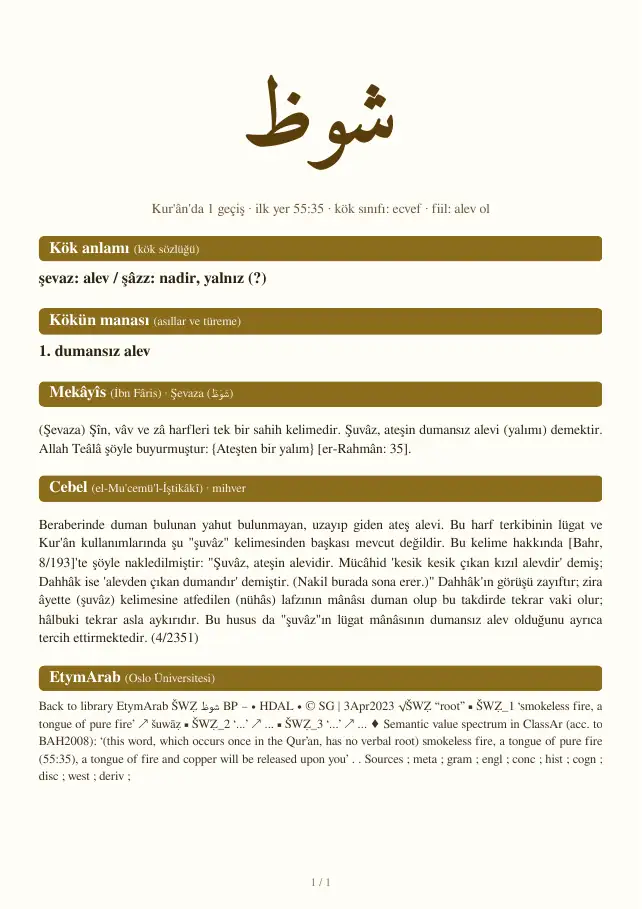 شوظ
Kur'ân'da 1 geçiş · ilk yer 55:35 · kök sınıfı: ecvef · fiil: alev ol
Kök anlamı (kök sözlüğü)
şevaz: alev / şâzz: nadir, yalnız (?)
Kökün manası (asıllar ve türeme)
1. dumansız alev
Mekâyîs (İbn Fâris) · Şevaza (شَوَظَ)
(Şevaza) Şîn, vâv ve zâ harfleri tek bir sahih kelimedir. Şuvâz, ateşin dumansız alevi (yalımı) demektir.
Allah Teâlâ şöyle buyurmuştur: {Ateşten bir yalım} [er-Rahmân: 35].
Cebel (el-Mu'cemü'l-İştikâkî) · mihver
Beraberinde duman bulunan yahut bulunmayan, uzayıp giden ateş alevi. Bu harf terkibinin lügat ve
Kur'ân kullanımlarında şu "şuvâz" kelimesinden başkası mevcut değildir. Bu kelime hakkında [Bahr,
8/193]'te şöyle nakledilmiştir: "Şuvâz, ateşin alevidir. Mücâhid 'kesik kesik çıkan kızıl alevdir' demiş;
Dahhâk ise 'alevden çıkan dumandır' demiştir. (Nakil burada sona erer.)" Dahhâk'ın görüşü zayıftır; zira
âyette (şuvâz) kelimesine atfedilen (nühâs) lafzının mânâsı duman olup bu takdirde tekrar vaki olur;
hâlbuki tekrar asla aykırıdır. Bu husus da "şuvâz"ın lügat mânâsının dumansız alev olduğunu ayrıca
tercih ettirmektedir. (4/2351)
EtymArab (Oslo Üniversitesi)
Back to library EtymArab ŠWẒ شوظ BP – • HDAL • © SG | 3Apr2023 √ŠWẒ “root” ▪ ŠWẒ_1 ‘smokeless fire, a
tongue of pure fire’ ↗ šuwāẓ ▪ ŠWẒ_2 ‘...’ ↗ ... ▪ ŠWẒ_3 ‘...’ ↗ ... ♦ Semantic value spectrum in ClassAr (acc. to
BAH2008): ‘(this word, which occurs once in the Qurʾan, has no verbal root) smokeless fire, a tongue of pure fire
(55:35), a tongue of fire and copper will be released upon you’ . . Sources ; meta ; gram ; engl ; conc ; hist ; cogn ;
disc ; west ; deriv ;
1 / 1